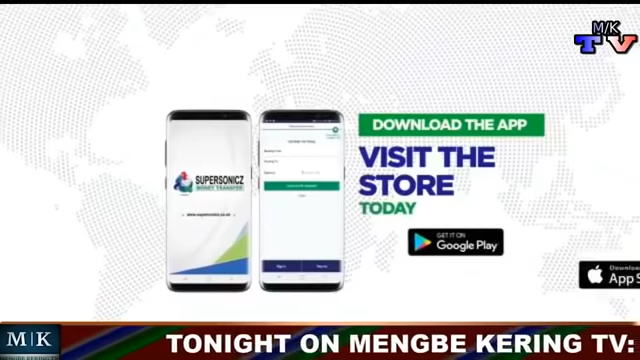 M/K
TV
DOWNLOAD THE APP
VISIT THE
STORE
TODAY
SUPERSONICZ
MONEY TRANSFER
GET IT ON
Google Play
App S
M|K
TONIGHT ON MENGBE KERING TV: